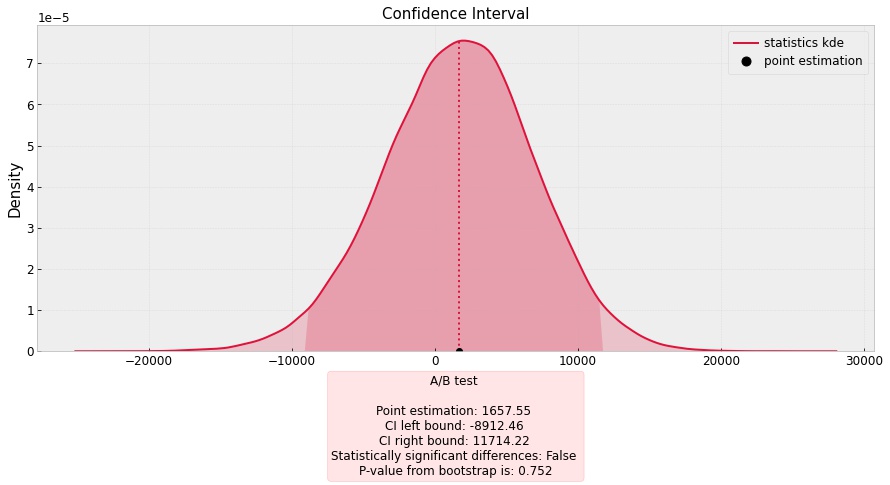 Confidence Interval
1e−5
statistics kde
point estimation
7
6
5
4
3
2
1
0
Density
−20000
−10000
0
10000
20000
30000
A/B test
Point estimation: 1657.55
CI left bound: -8912.46
CI right bound: 11714.22
Statistically significant differences: False
P-value from bootstrap is: 0.752